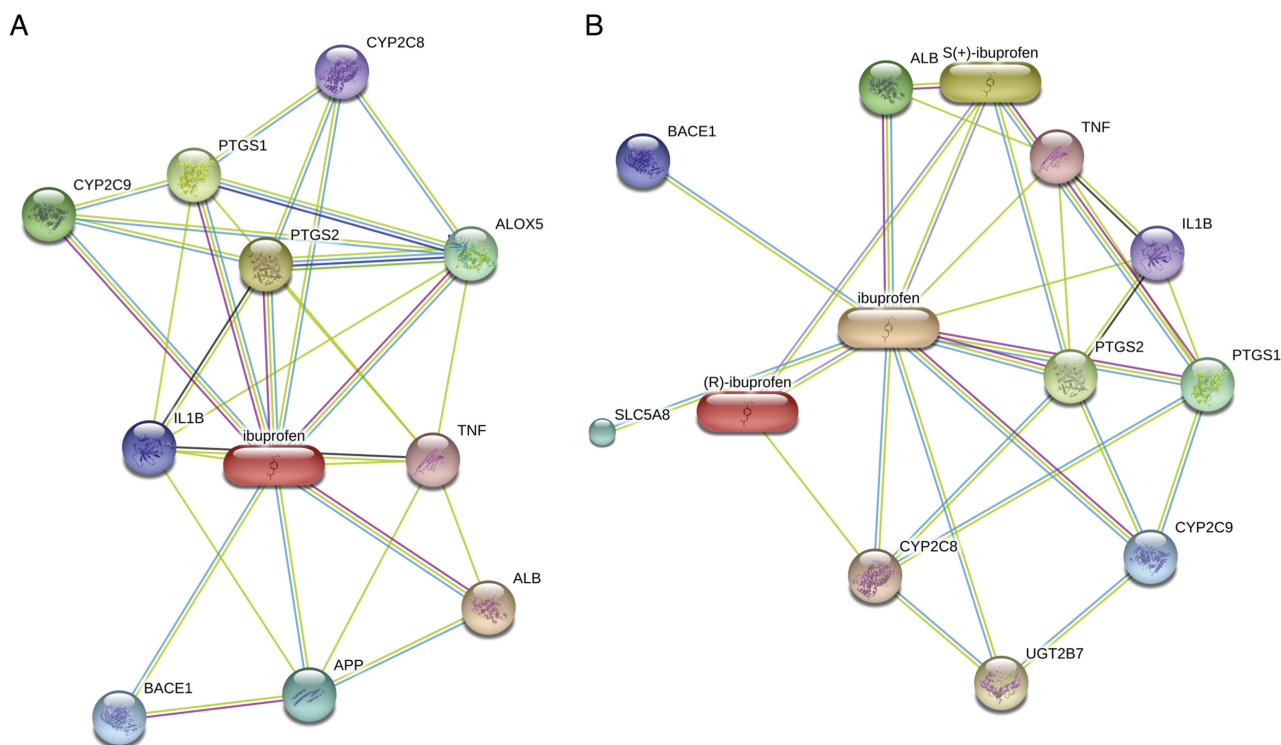 A
CYP2C8
PTGS1
CYP2C9
ALOX5
PTGS2
IL1B
ibuprofen
TNF
ALB
APP
BACE1
B
S(+)-ibuprofen
ALB
TNF
BACE1
IL1B
ibuprofen
PTGS2
PTGS1
(R)-ibuprofen
SLC5A8
CYP2C9
CYP2C8
UGT2B7